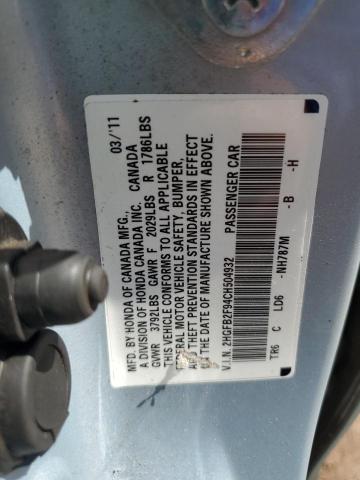 MFD. BY HONDA OF CANADA MFG. 03/'11
A DIVISION OF HONDA CANADA INC. CANADA
GVWR 3792LBS GAWR F 2029LBS R 1786LBS
THIS VEHICLE CONFORMS TO ALL APPLICABLE
FEDERAL MOTOR VEHICLE SAFETY, BUMPER,
AND THEFT PREVENTION STANDARDS IN EFFECT
ON THE DATE OF MANUFACTURE SHOWN ABOVE.
V.I.N. 2HGFB2F94CH504932 PASSENGER CAR
TR6 C LD6 -NH787M -B -H